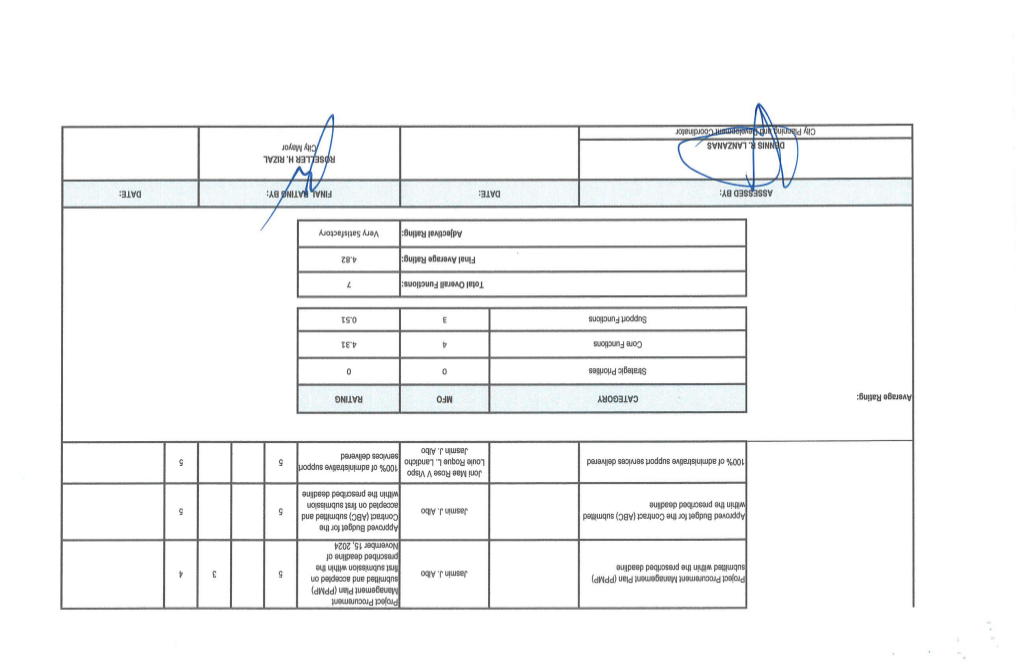 Project Procurement Management Plan (PPMP)
submitted within the prescribed deadline
Jasmin J. Albo
Project Procurement
Management Plan (PPMP)
submitted and accepted on
first submission within the
prescribed deadline of
November 15, 2024
5
3
4
Approved Budget for the Contract (ABC) submitted
within the prescribed deadline
Jasmin J. Albo
Approved Budget for the
Contract (ABC) submitted and
accepted on first submission
within the prescribed deadline
5
5
100% of administrative support services delivered
Joni Mae Rose V Vispo
Louie Roque L. Landicho
Jasmin J. Albo
100% of administrative support
services delivered
5
5
Average Rating:
CATEGORY
MFO
RATING
Strategic Priorities
0
0
Core Functions
4
4.31
Support Functions
3
0.51
Total Overall Functions:
7
Final Average Rating:
4.82
Adjectival Rating:
Very Satisfactory
ASSESSED BY:
DATE:
FINAL RATING BY:
DATE:
DENNIS R. LANZANAS
City Planning and Development Coordinator
ROSELLER H. RIZAL
City Mayor